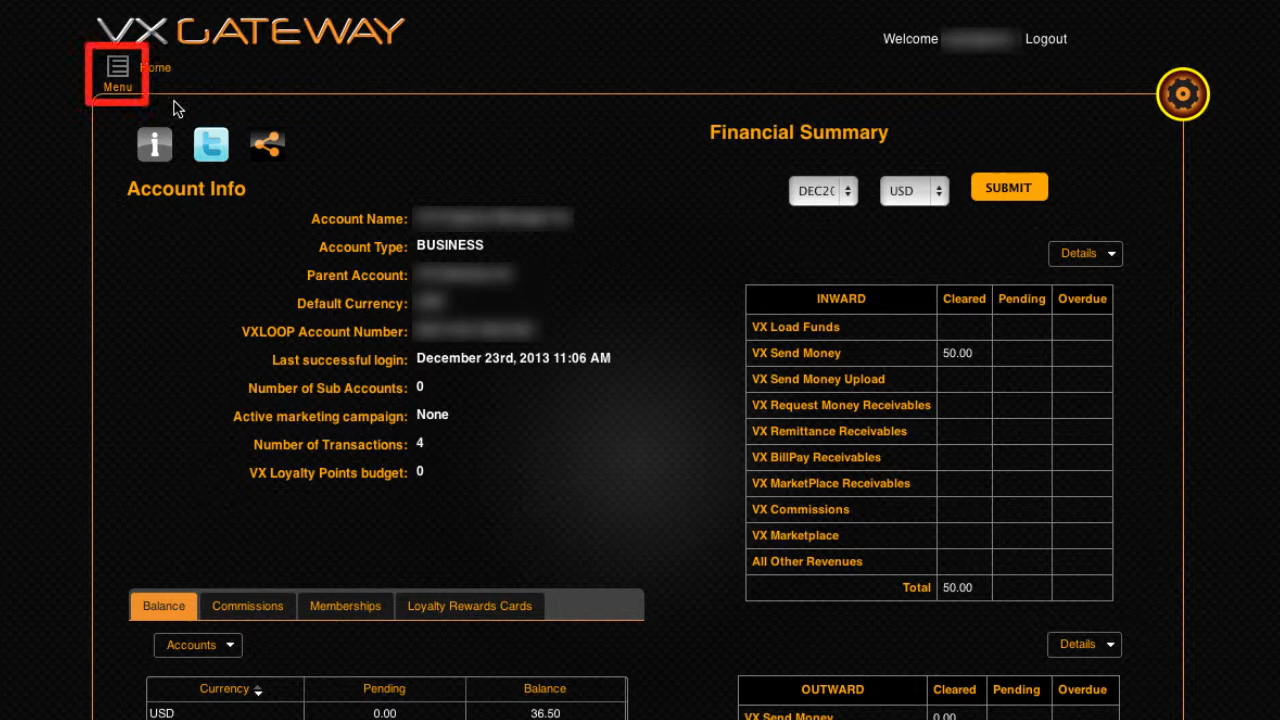 VX GATEWAY
Welcome Logout
Menu
Home
Financial Summary
Account Info
DEC20 USD SUBMIT
Account Name:
Account Type: BUSINESS
Parent Account:
Default Currency:
VXLOOP Account Number:
Last successful login: December 23rd, 2013 11:06 AM
Number of Sub Accounts: 0
Active marketing campaign: None
Number of Transactions: 4
VX Loyalty Points budget: 0
Details
INWARD Cleared Pending Overdue
VX Load Funds
VX Send Money 50.00
VX Send Money Upload
VX Request Money Receivables
VX Remittance Receivables
VX BillPay Receivables
VX MarketPlace Receivables
VX Commissions
VX Marketplace
All Other Revenues
Total 50.00
Balance Commissions Memberships Loyalty Rewards Cards
Accounts
Currency Pending Balance
USD 0.00 36.50
Details
OUTWARD Cleared Pending Overdue
VX Send Money 0.00